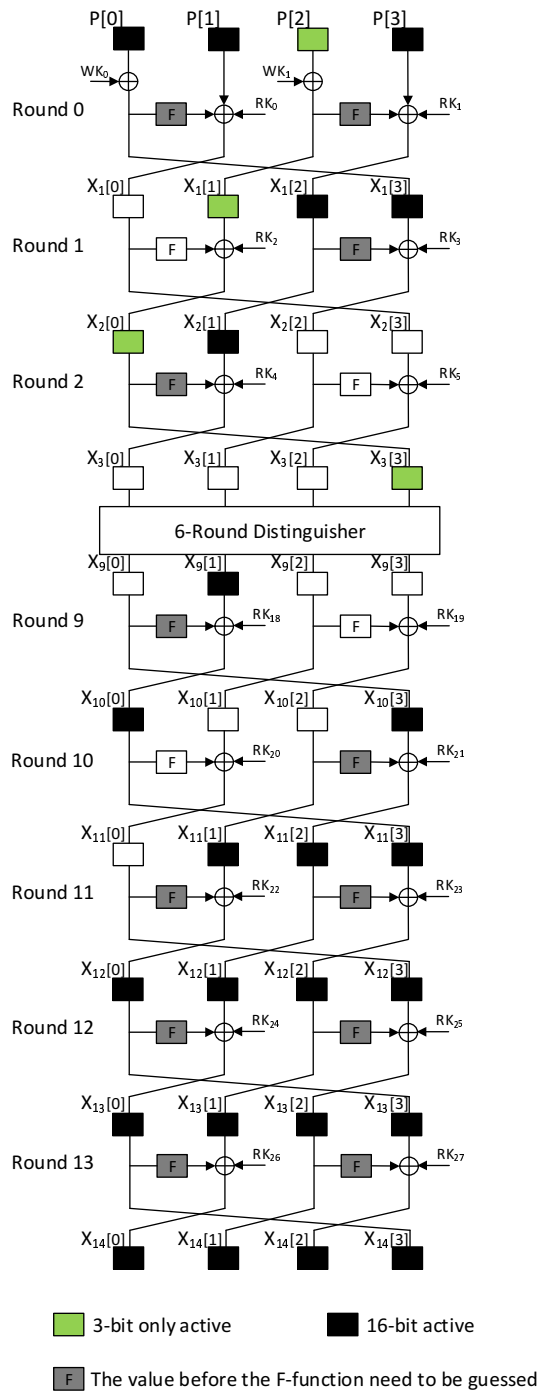 P[0] P[1] P[2] P[3]
WK₀ WK₁
Round 0 F RK₀ F RK₁
X₁[0] X₁[1] X₁[2] X₁[3]
Round 1 F RK₂ F RK₃
X₂[0] X₂[1] X₂[2] X₂[3]
Round 2 F RK₄ F RK₅
X₃[0] X₃[1] X₃[2] X₃[3]
6-Round Distinguisher
X₉[0] X₉[1] X₉[2] X₉[3]
Round 9 F RK₁₈ F RK₁₉
X₁₀[0] X₁₀[1] X₁₀[2] X₁₀[3]
Round 10 F RK₂₀ F RK₂₁
X₁₁[0] X₁₁[1] X₁₁[2] X₁₁[3]
Round 11 F RK₂₂ F RK₂₃
X₁₂[0] X₁₂[1] X₁₂[2] X₁₂[3]
Round 12 F RK₂₄ F RK₂₅
X₁₃[0] X₁₃[1] X₁₃[2] X₁₃[3]
Round 13 F RK₂₆ F RK₂₇
X₁₄[0] X₁₄[1] X₁₄[2] X₁₄[3]
3-bit only active 16-bit active
F The value before the F-function need to be guessed